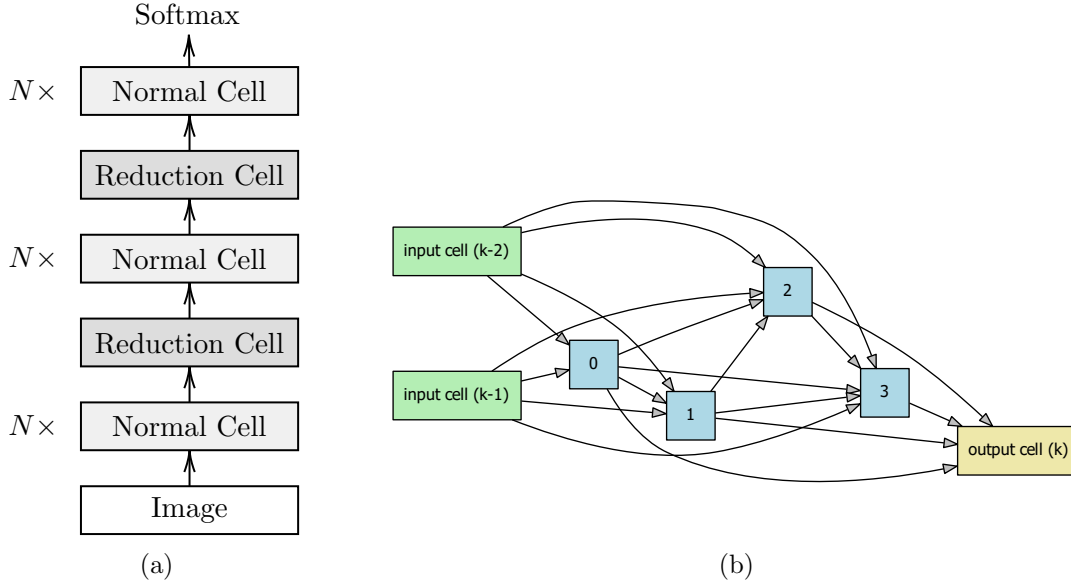 Softmax
N× Normal Cell
Reduction Cell
N× Normal Cell
Reduction Cell
N× Normal Cell
Image
(a)
input cell (k-2)
input cell (k-1)
0
1
2
3
output cell (k)
(b)